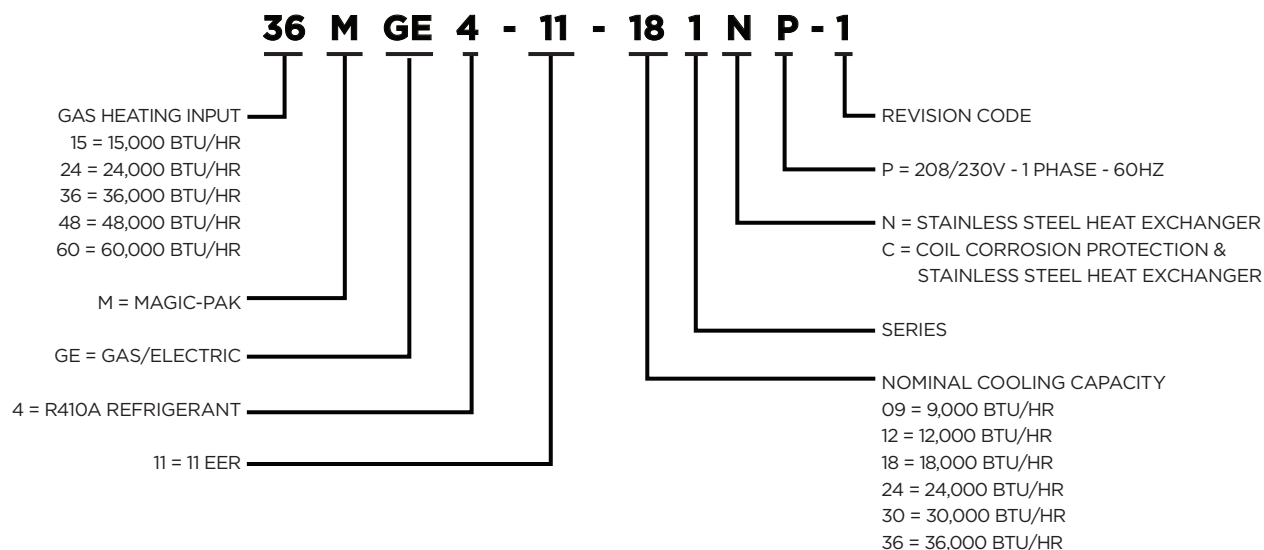 36 M GE 4 - 11 - 18 1 N P - 1
GAS HEATING INPUT
15 = 15,000 BTU/HR
24 = 24,000 BTU/HR
36 = 36,000 BTU/HR
48 = 48,000 BTU/HR
60 = 60,000 BTU/HR
M = MAGIC-PAK
GE = GAS/ELECTRIC
4 = R410A REFRIGERANT
11 = 11 EER
REVISION CODE
P = 208/230V - 1 PHASE - 60HZ
N = STAINLESS STEEL HEAT EXCHANGER
C = COIL CORROSION PROTECTION &
STAINLESS STEEL HEAT EXCHANGER
SERIES
NOMINAL COOLING CAPACITY
09 = 9,000 BTU/HR
12 = 12,000 BTU/HR
18 = 18,000 BTU/HR
24 = 24,000 BTU/HR
30 = 30,000 BTU/HR
36 = 36,000 BTU/HR